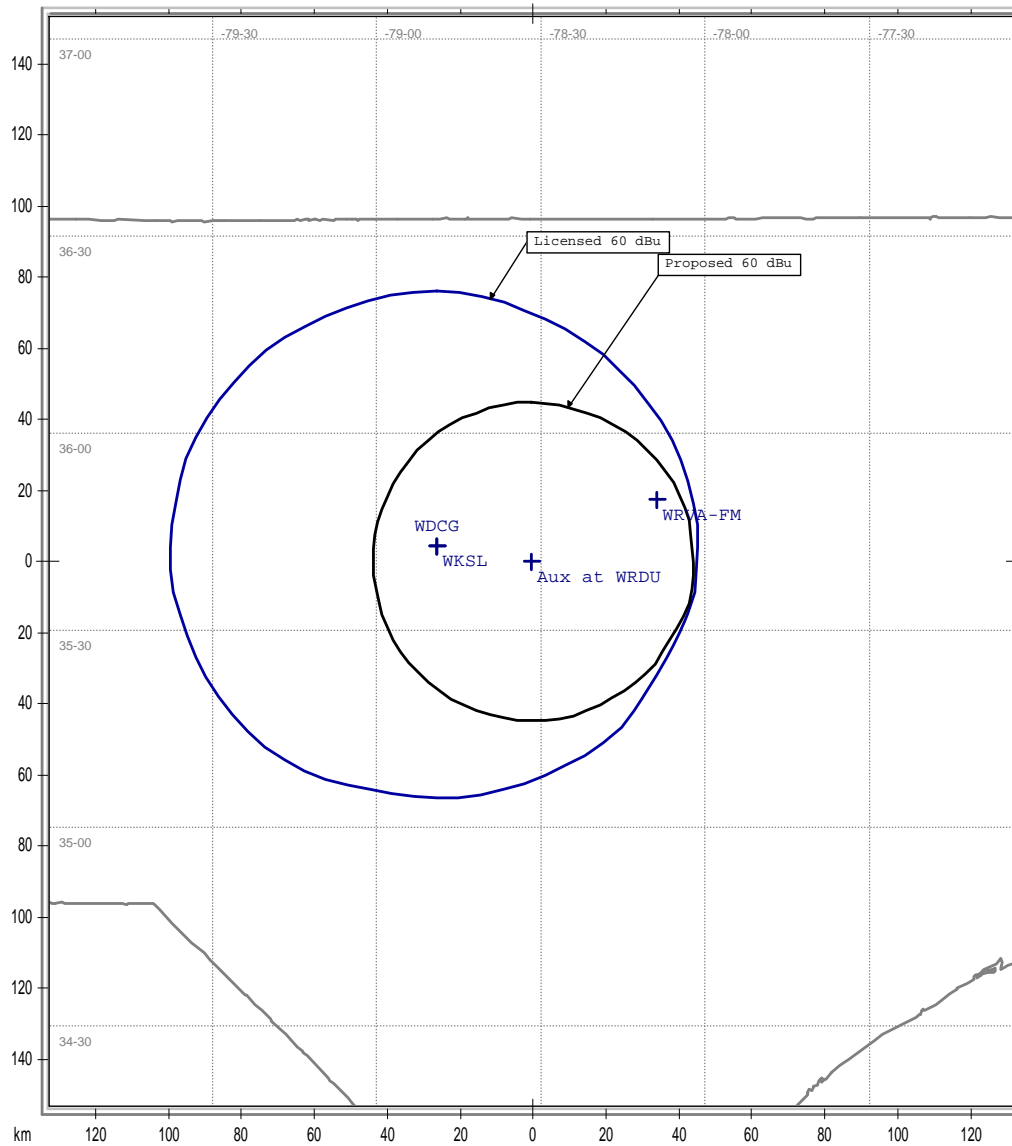 -79-30 -79-00 -78-30 -78-00 -77-30
37-00
140
120
100
36-30
Licensed 60 dBu
Proposed 60 dBu
80
60
40
36-00
20
WRVA-FM
WDCG
WKSL
0
Aux at WRDU
20
35-30
40
60
80
35-00
100
120
34-30
140
km 120 100 80 60 40 20 0 20 40 60 80 100 120